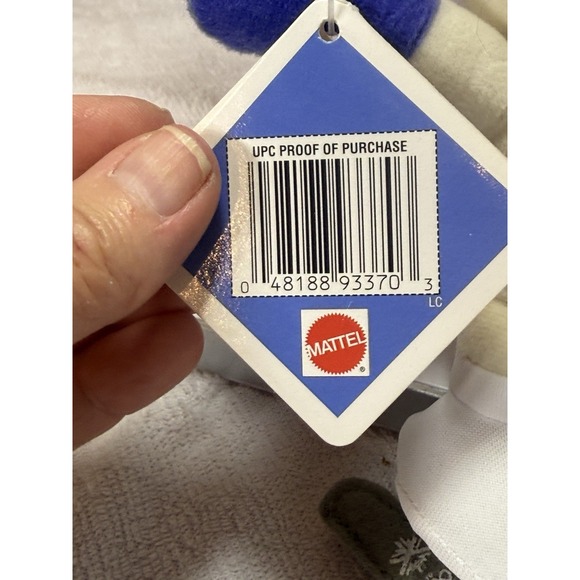 UPC PROOF OF PURCHASE
0 48188 93370 3
LC
MATTEL
®